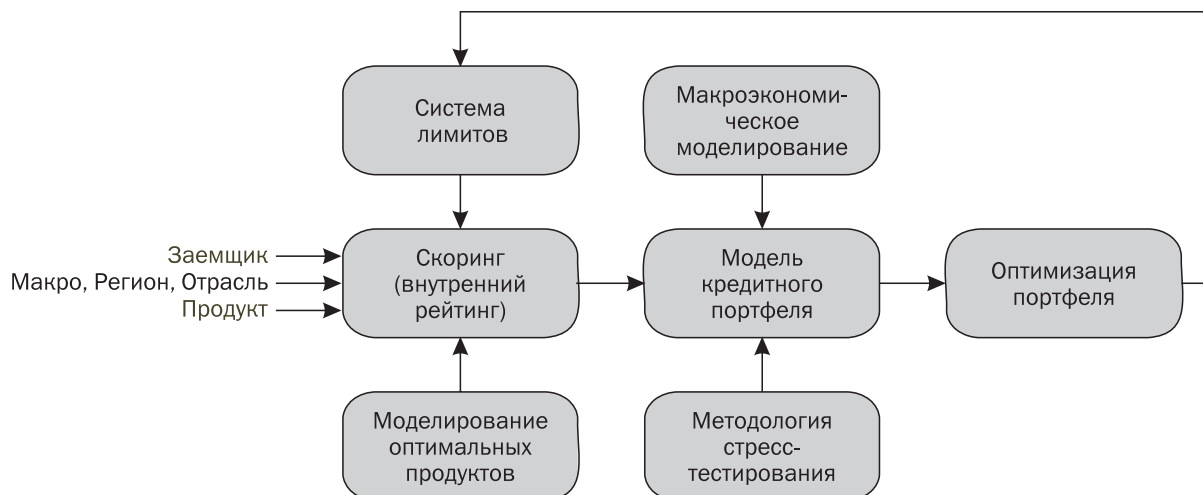 Система
лимитов
Макроэкономи-
ческое
моделирование
Заемщик
Макро, Регион, Отрасль
Продукт
Скоринг
(внутренний
рейтинг)
Модель
кредитного
портфеля
Оптимизация
портфеля
Моделирование
оптимальных
продуктов
Методология
стресс-
тестирования